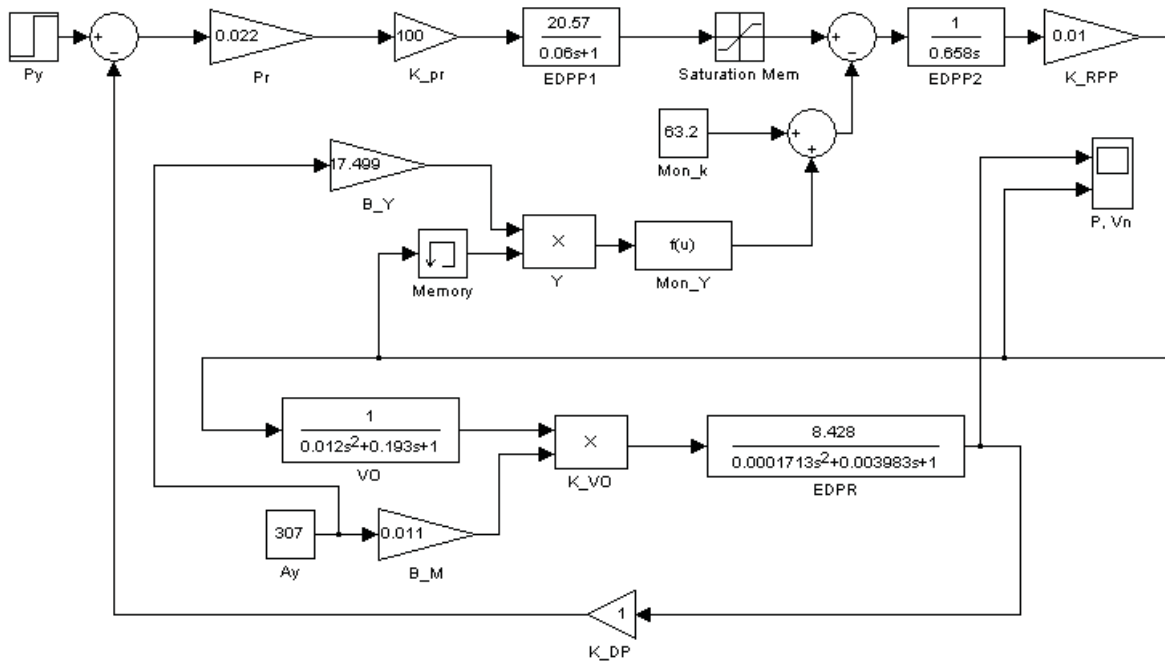 +
−
Py
0.022
Pr
100
K_pr
20.57
0.06s+1
EDPP1
Saturation Mem
+
−
1
0.658s
EDPP2
0.01
K_RPP
63.2
Mon_k
+
+
P, Vn
17.499
B_Y
Memory
×
Y
f(u)
Mon_Y
1
0.012s²+0.193s+1
VO
×
K_VO
8.428
0.0001713s²+0.003983s+1
EDPR
307
Ay
0.011
B_M
1
K_DP